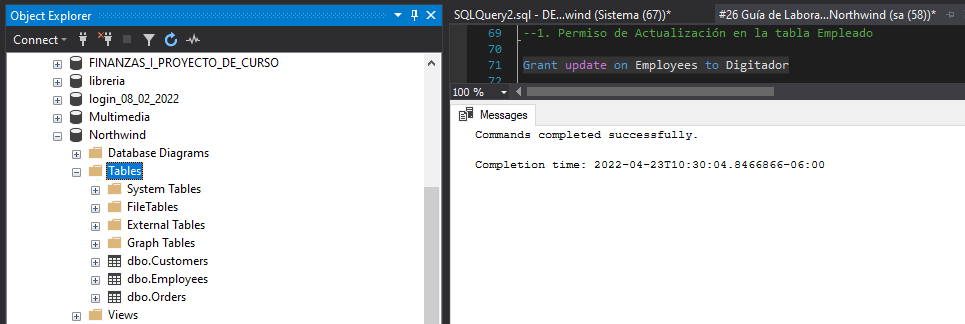 Object Explorer
Connect
FINANZAS_I_PROYECTO_DE_CURSO
libreria
login_08_02_2022
Multimedia
Northwind
Database Diagrams
Tables
System Tables
FileTables
External Tables
Graph Tables
dbo.Customers
dbo.Employees
dbo.Orders
Views
SQLQuery2.sql - DE...wind (Sistema (67))*
#26 Guía de Labora...Northwind (sa (58))*
69 --1. Permiso de Actualización en la tabla Empleado
70
71 Grant update on Employees to Digitador
72
100 %
Messages
Commands completed successfully.
Completion time: 2022-04-23T10:30:04.8466866-06:00